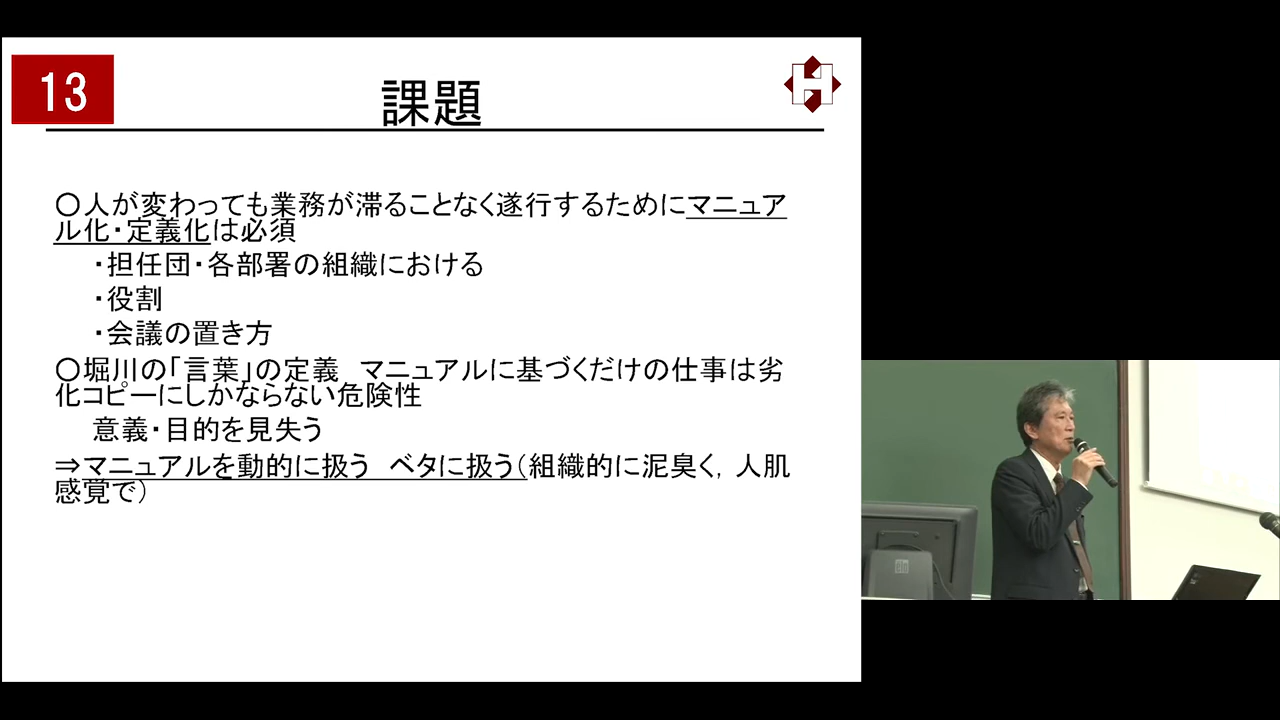 13
課題
〇人が変わっても業務が滞ることなく遂行するためにマニュア
ル化・定義化は必須
・担任団・各部署の組織における
・役割
・会議の置き方
〇堀川の「言葉」の定義　マニュアルに基づくだけの仕事は劣
化コピーにしかならない危険性
意義・目的を見失う
⇒マニュアルを動的に扱う　ベタに扱う（組織的に泥臭く，人肌
感覚で）